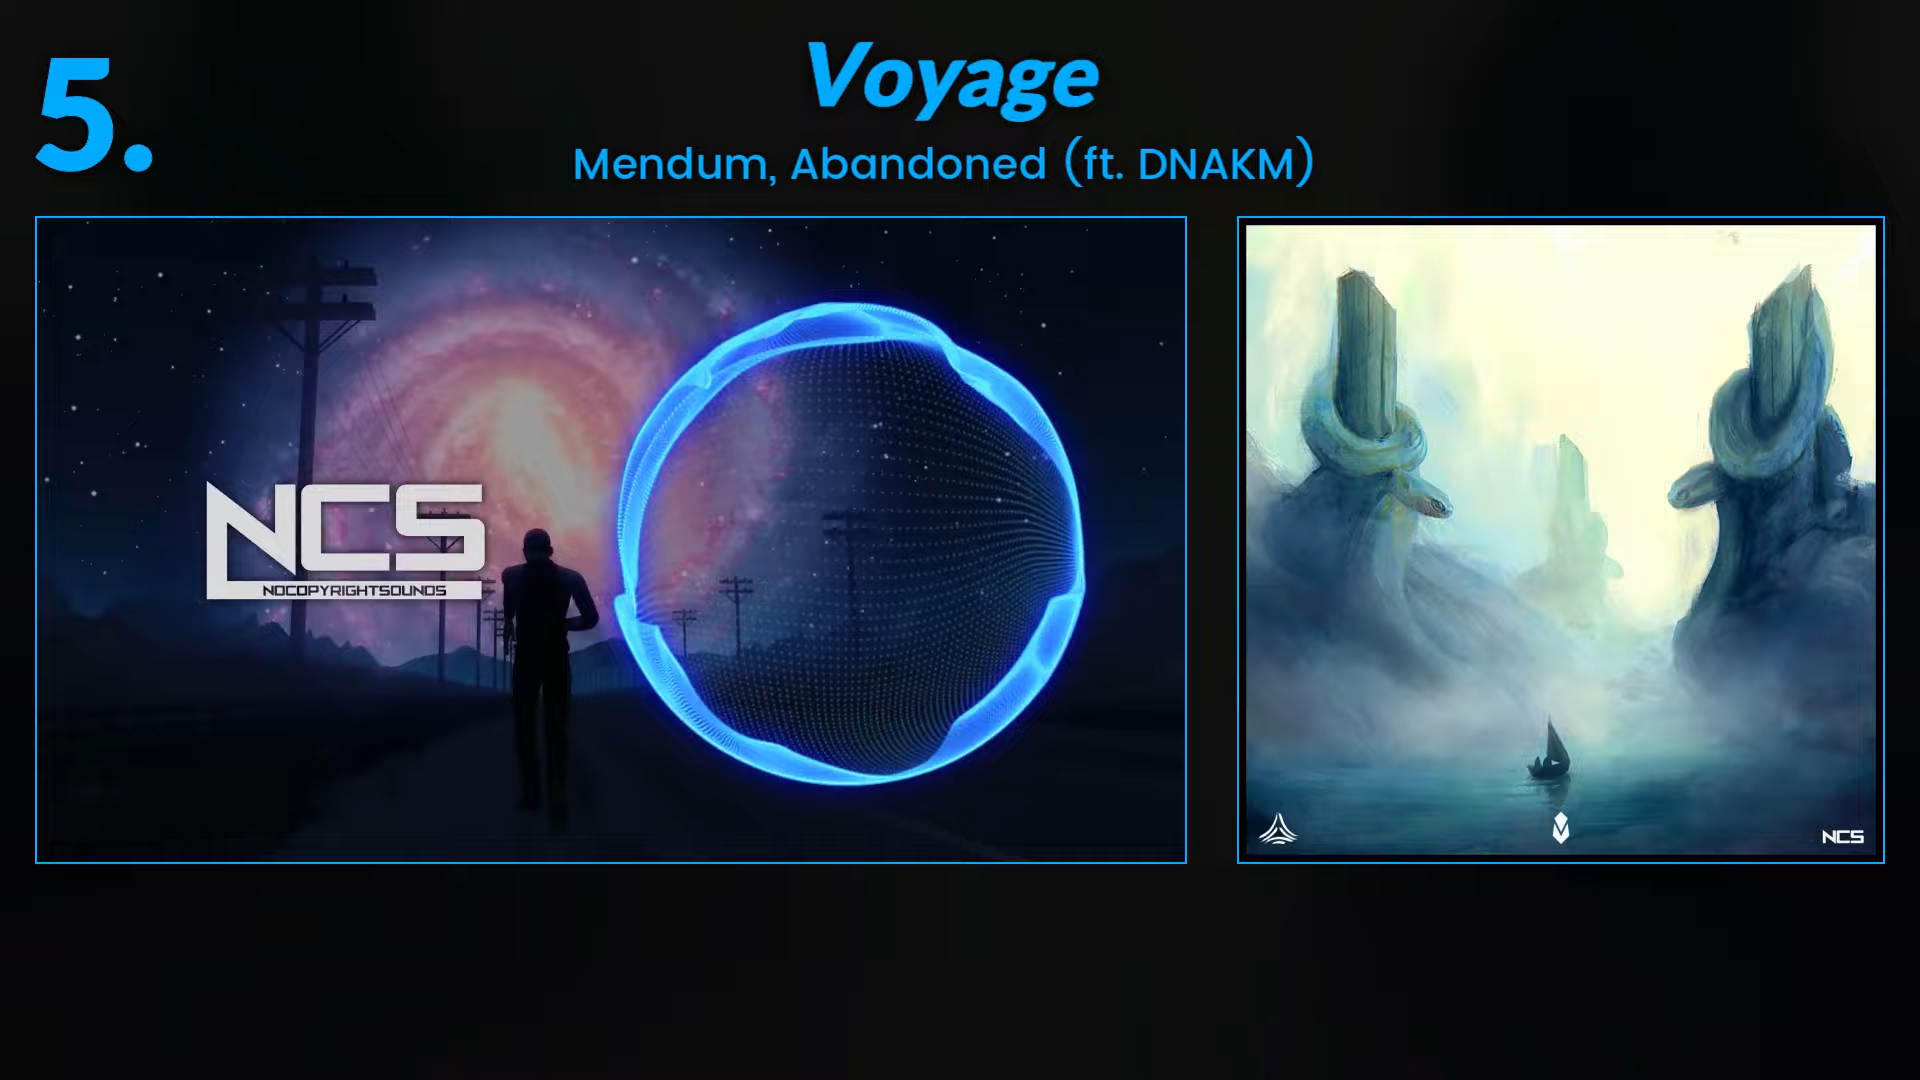 5.
Voyage
Mendum, Abandoned (ft. DNAKM)
NCS
NOCOPYRIGHTSOUNDS
NCS